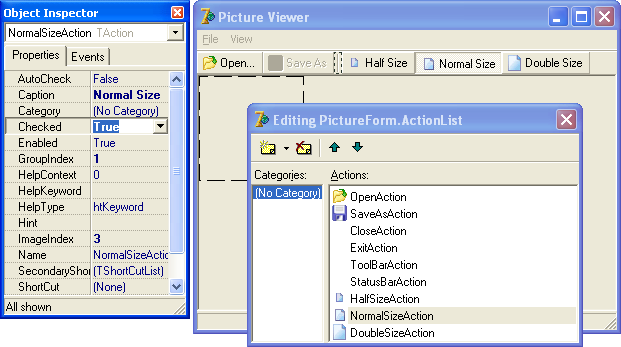 Object Inspector
NormalSizeAction TAction
Properties Events
AutoCheck False
Caption Normal Size
Category (No Category)
Checked True
Enabled True
GroupIndex 1
HelpContext 0
HelpKeyword
HelpType htKeyword
Hint
ImageIndex 3
Name NormalSizeActio
SecondaryShor (TShortCutList)
ShortCut (None)
All shown
Picture Viewer
File View
Open... Save As Half Size Normal Size Double Size
Editing PictureForm.ActionList
Categories: Actions:
(No Category)
OpenAction
SaveAsAction
CloseAction
ExitAction
ToolBarAction
StatusBarAction
HalfSizeAction
NormalSizeAction
DoubleSizeAction